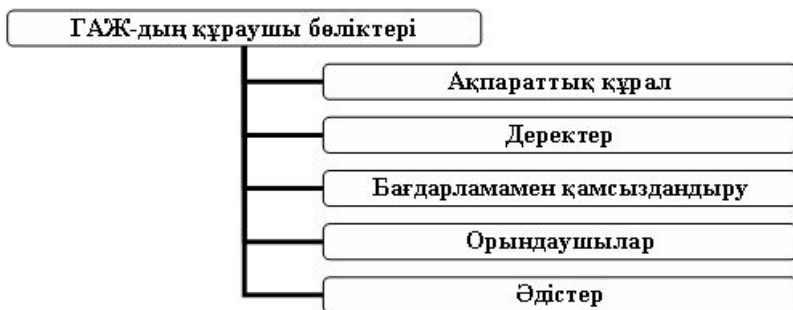 ГАЖ-дың құраушы бөліктері
Ақпараттық құрал
Деректер
Бағдарламамен қамсыздандыру
Орындаушылар
Әдістер